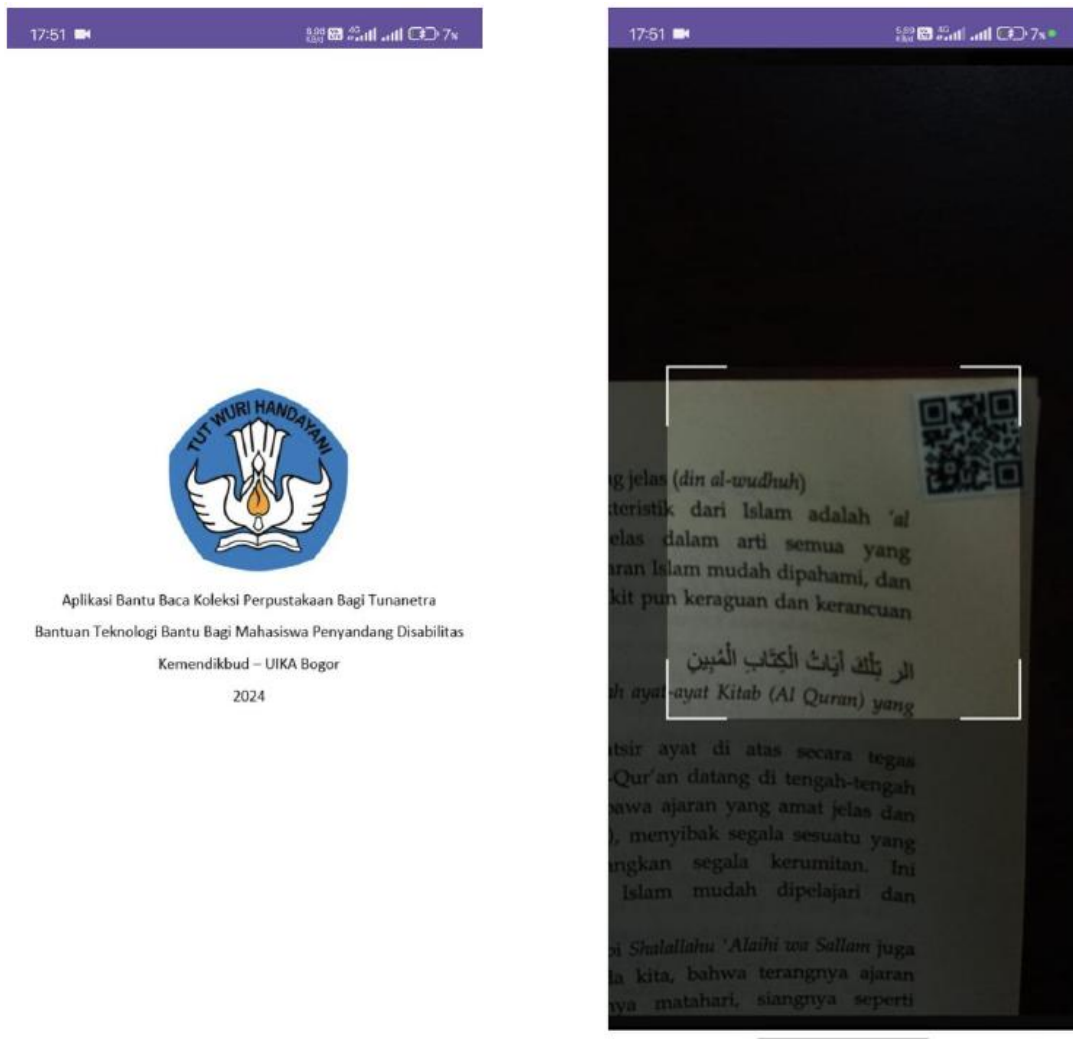 17:51
7%
TUT WURI HANDAYANI
Aplikasi Bantu Baca Koleksi Perpustakaan Bagi Tunanetra
Bantuan Teknologi Bantu Bagi Mahasiswa Penyandang Disabilitas
Kemendikbud – UIKA Bogor
2024
17:51
7%
jelas (din al-wudhuh)
teristik dari Islam adalah 'al
elas dalam arti semua yang
aran Islam mudah dipahami, dan
kit pun keraguan dan kerancuan
الر تِلْكَ آيَاتُ الْكِتَابِ الْمُبِينِ
ayat-ayat Kitab (Al Quran) yang
tsir ayat di atas secara tegas
-Qur'an datang di tengah-tengah
awa ajaran yang amat jelas dan
), menyibak segala sesuatu yang
angkan segala kerumitan. Ini
Islam mudah dipelajari dan
Shalallahu 'Alaihi wa Sallam juga
kita, bahwa terangnya ajaran
nya matahari, siangnya seperti